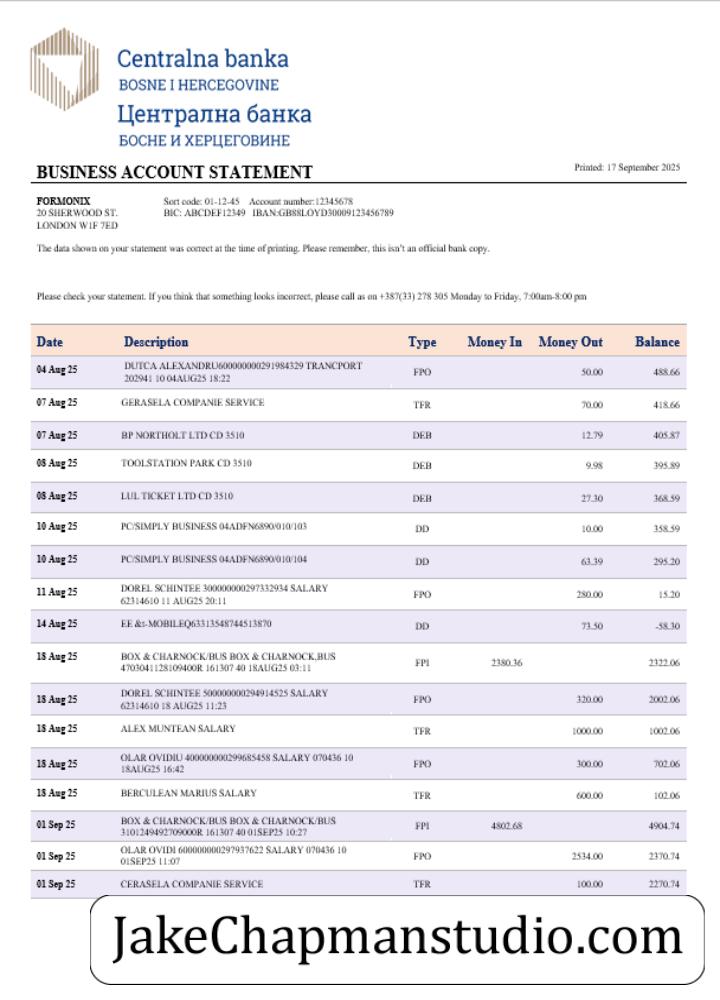 Centralna banka
BOSNE I HERCEGOVINE
Централна банка
БОСНЕ И ХЕРЦЕГОВИНЕ
BUSINESS ACCOUNT STATEMENT Printed: 17 September 2025
FORMONIX Sort code: 01-12-45 Account number:12345678
20 SHERWOOD ST. BIC: ABCDEF12349 IBAN:GB88LOYD30009123456789
LONDON W1F 7ED
The data shown on your statement was correct at the time of printing. Please remember, this isn't an official bank copy.
Please check your statement. If you think that something looks incorrect, please call as on +387(33) 278 305 Monday to Friday, 7:00am-8:00 pm
Date Description Type Money In Money Out Balance
04 Aug 25 DUTCA ALEXANDRU600000000291984329 TRANCPORT
202941 10 04AUG25 18:22 FPO 50.00 488.66
07 Aug 25 GERASELA COMPANIE SERVICE TFR 70.00 418.66
07 Aug 25 BP NORTHOLT LTD CD 3510 DEB 12.79 405.87
08 Aug 25 TOOLSTATION PARK CD 3510 DEB 9.98 395.89
08 Aug 25 LUL TICKET LTD CD 3510 DEB 27.30 368.59
10 Aug 25 PC/SIMPLY BUSINESS 04ADFN6890/010/103 DD 10.00 358.59
10 Aug 25 PC/SIMPLY BUSINESS 04ADFN6890/010/104 DD 63.39 295.20
11 Aug 25 DOREL SCHINTEE 300000000297332934 SALARY
62314610 11 AUG25 20:11 FPO 280.00 15.20
14 Aug 25 EE &t-MOBILEQ63313548744513870 DD 73.50 -58.30
18 Aug 25 BOX & CHARNOCK/BUS BOX & CHARNOCK,BUS
4703041128109400R 161307 40 18AUG25 03:11 FPI 2380.36 2322.06
18 Aug 25 DOREL SCHINTEE 500000000294914525 SALARY
62314610 18 AUG25 11:23 FPO 320.00 2002.06
18 Aug 25 ALEX MUNTEAN SALARY TFR 1000.00 1002.06
18 Aug 25 OLAR OVIDIU 400000000299685458 SALARY 070436 10
18AUG25 16:42 FPO 300.00 702.06
18 Aug 25 BERCULEAN MARIUS SALARY TFR 600.00 102.06
01 Sep 25 BOX & CHARNOCK/BUS BOX & CHARNOCK/BUS
3101249492709000R 161307 40 01SEP25 10:27 FPI 4802.68 4904.74
01 Sep 25 OLAR OVIDI 600000000297937622 SALARY 070436 10
01SEP25 11:07 FPO 2534.00 2370.74
01 Sep 25 CERASELA COMPANIE SERVICE TFR 100.00 2270.74
JakeChapmanstudio.com